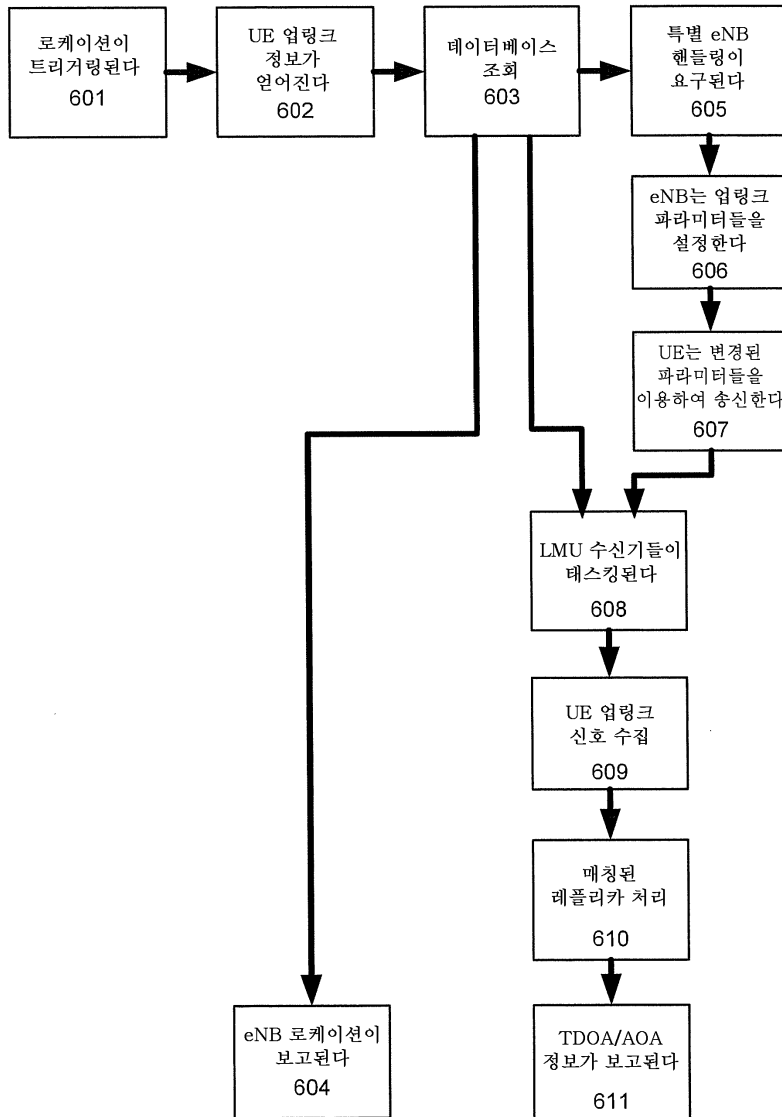 로케이션이
트리거링된다
601
UE 업링크
정보가
얻어진다
602
데이터베이스
조회
603
특별 eNB
핸들링이
요구된다
605
eNB는 업링크
파라미터들을
설정한다
606
UE는 변경된
파라미터들을
이용하여 송신한다
607
LMU 수신기들이
태스킹된다
608
UE 업링크
신호 수집
609
매칭된
레플리카 처리
610
eNB 로케이션이
보고된다
604
TDOA/AOA
정보가 보고된다
611